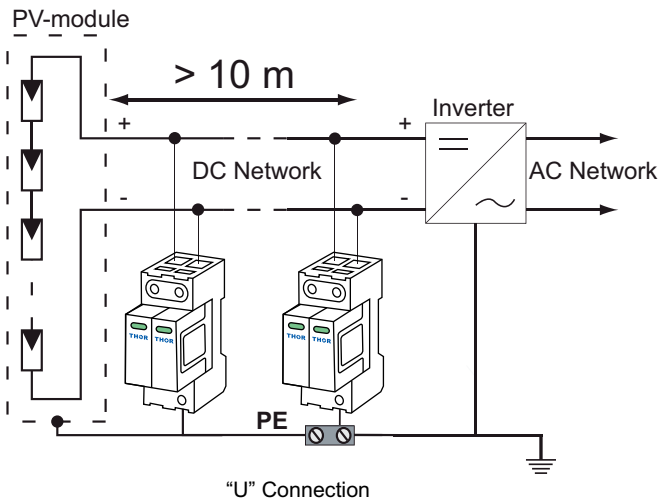 PV-module
> 10 m
Inverter
+
+
DC Network
AC Network
-
-
THOR THOR
THOR THOR
PE
“U” Connection